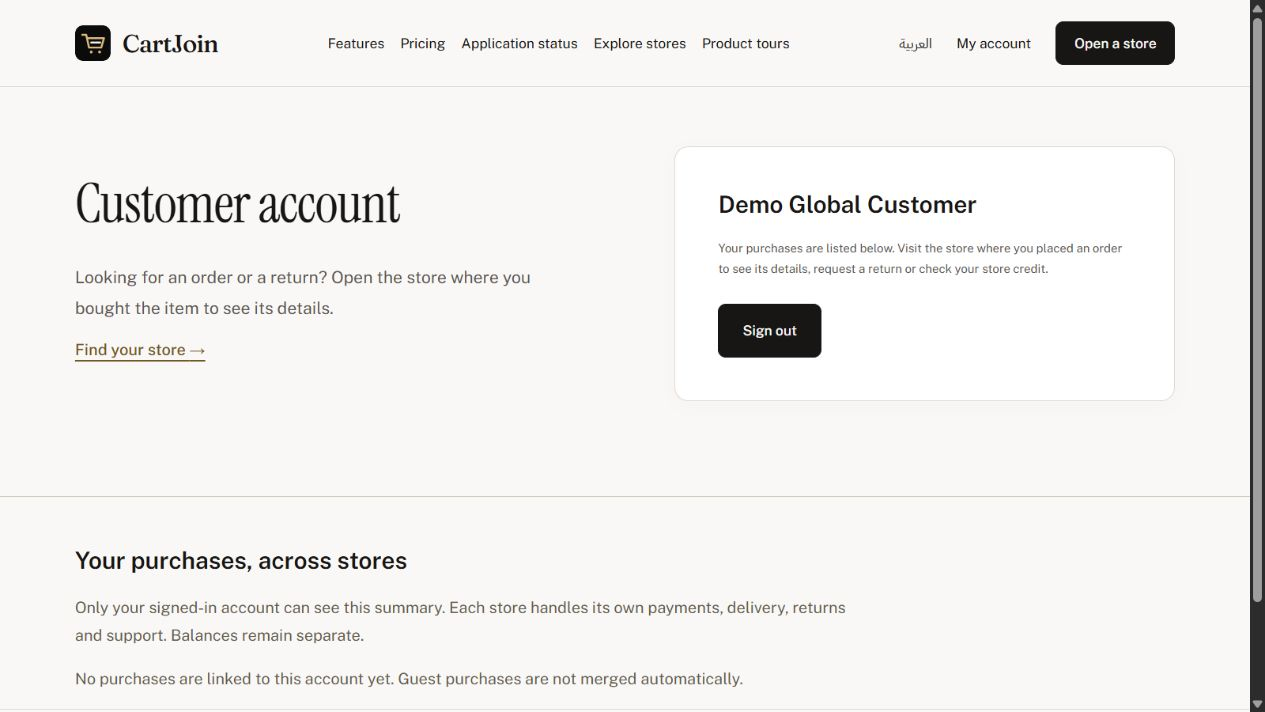 CartJoin
Features
Pricing
Application status
Explore stores
Product tours
العربية
My account
Open a store
Customer account
Looking for an order or a return? Open the store where you
bought the item to see its details.
Find your store →
Demo Global Customer
Your purchases are listed below. Visit the store where you placed an order
to see its details, request a return or check your store credit.
Sign out
Your purchases, across stores
Only your signed-in account can see this summary. Each store handles its own payments, delivery, returns
and support. Balances remain separate.
No purchases are linked to this account yet. Guest purchases are not merged automatically.